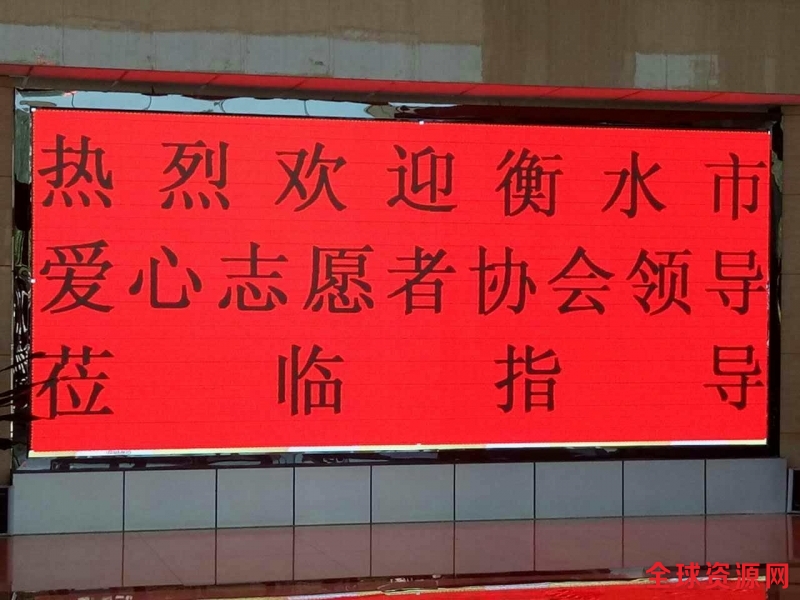 热烈欢迎衡水市
爱心志愿者协会领导
莅临指导
全球资源网